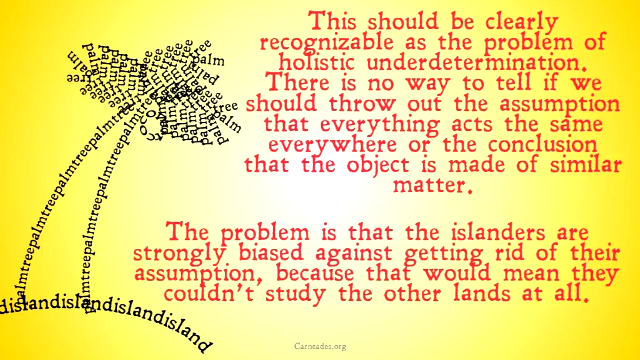 This should be clearly
recognizable as the problem of
holistic underdetermination.
There is no way to tell if we
should throw out the assumption
that everything acts the same
everywhere or the conclusion
that the object is made of similar
matter.
The problem is that the islanders are
strongly biased against getting rid of their
assumption, because that would mean they
couldn't study the other lands at all.
palmtreepalmtreepalmtree
palmtreepalmtreepalmtree
dislandislandislandisland
Carneades.org